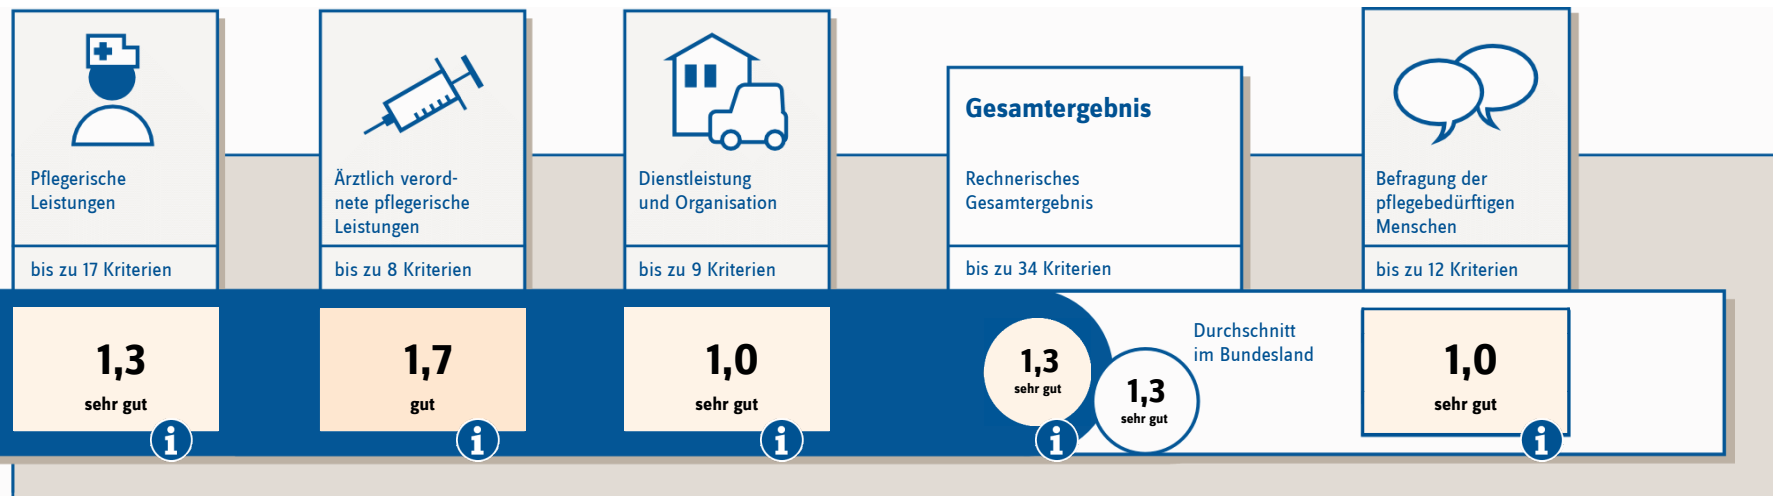 Pflegerische
Leistungen
bis zu 17 Kriterien
1,3
sehr gut
i
Ärztlich verord-
nete pflegerische
Leistungen
bis zu 8 Kriterien
1,7
gut
i
Dienstleistung
und Organisation
bis zu 9 Kriterien
1,0
sehr gut
i
Gesamtergebnis
Rechnerisches
Gesamtergebnis
bis zu 34 Kriterien
1,3
sehr gut
i
Durchschnitt
im Bundesland
1,3
sehr gut
Befragung der
pflegebedürftigen
Menschen
bis zu 12 Kriterien
1,0
sehr gut
i